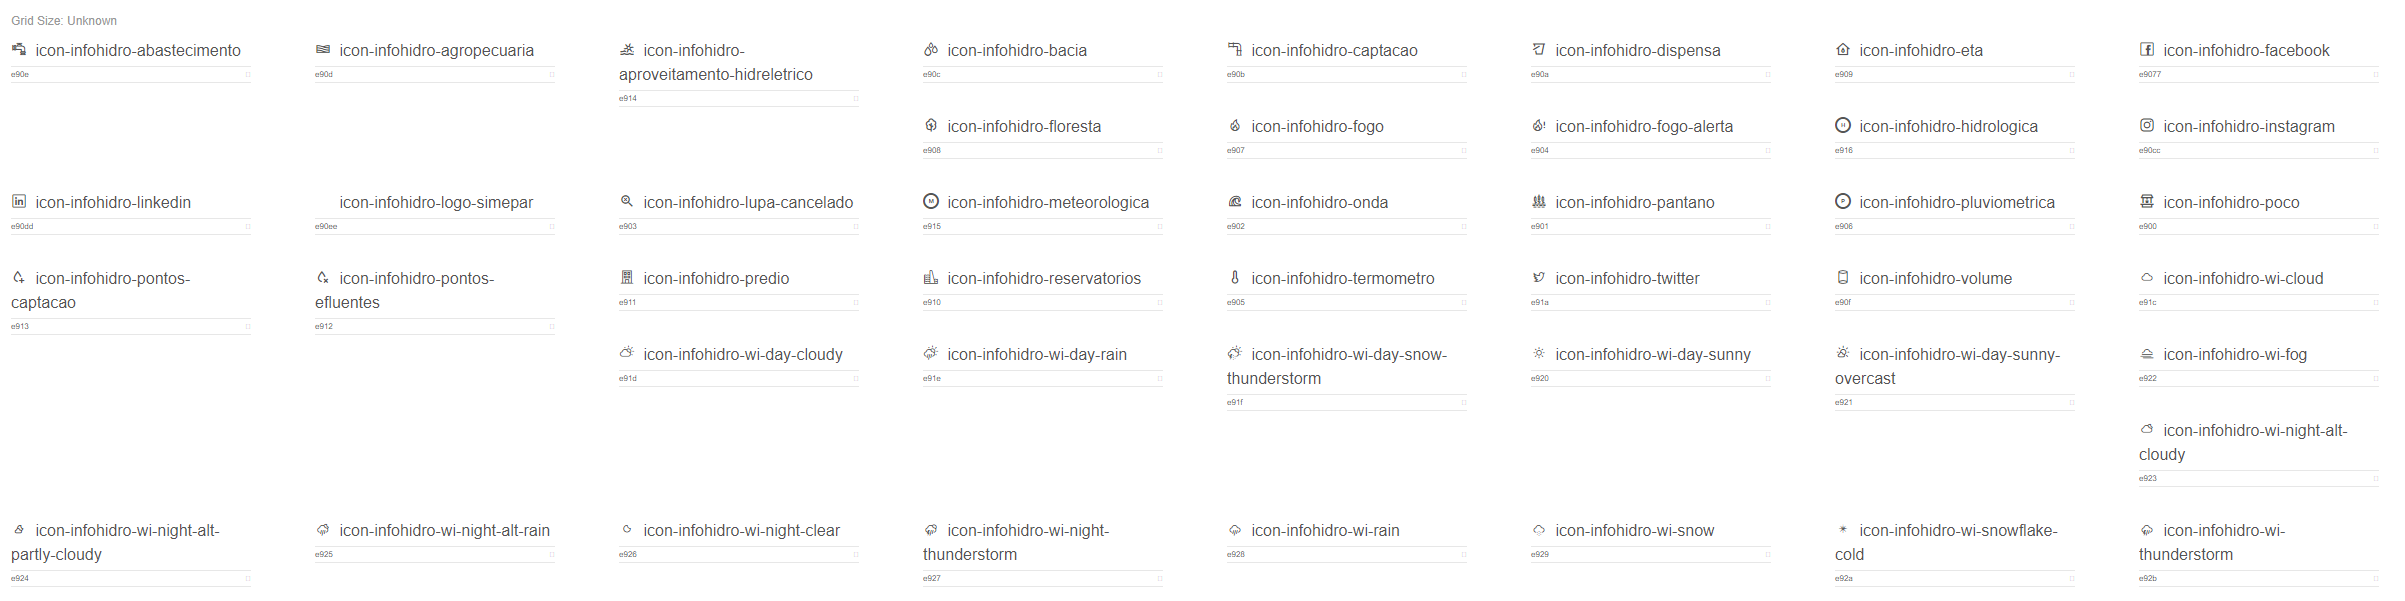 Grid Size: Unknown
icon-infohidro-abastecimento
e90e
icon-infohidro-agropecuaria
e90d
icon-infohidro-
aproveitamento-hidreletrico
e914
icon-infohidro-bacia
e90c
icon-infohidro-captacao
e90b
icon-infohidro-dispensa
e90a
icon-infohidro-eta
e909
icon-infohidro-facebook
e9077
icon-infohidro-floresta
e908
icon-infohidro-fogo
e907
icon-infohidro-fogo-alerta
e904
icon-infohidro-hidrologica
e916
icon-infohidro-instagram
e90cc
icon-infohidro-linkedin
e90dd
icon-infohidro-logo-simepar
e90ee
icon-infohidro-lupa-cancelado
e903
icon-infohidro-meteorologica
e915
icon-infohidro-onda
e902
icon-infohidro-pantano
e901
icon-infohidro-pluviometrica
e906
icon-infohidro-poco
e900
icon-infohidro-pontos-
captacao
e913
icon-infohidro-pontos-
efluentes
e912
icon-infohidro-predio
e911
icon-infohidro-reservatorios
e910
icon-infohidro-termometro
e905
icon-infohidro-twitter
e91a
icon-infohidro-volume
e90f
icon-infohidro-wi-cloud
e91c
icon-infohidro-wi-day-cloudy
e91d
icon-infohidro-wi-day-rain
e91e
icon-infohidro-wi-day-snow-
thunderstorm
e91f
icon-infohidro-wi-day-sunny
e920
icon-infohidro-wi-day-sunny-
overcast
e921
icon-infohidro-wi-fog
e922
icon-infohidro-wi-night-alt-
cloudy
e923
icon-infohidro-wi-night-alt-
partly-cloudy
e924
icon-infohidro-wi-night-alt-rain
e925
icon-infohidro-wi-night-clear
e926
icon-infohidro-wi-night-
thunderstorm
e927
icon-infohidro-wi-rain
e928
icon-infohidro-wi-snow
e929
icon-infohidro-wi-snowflake-
cold
e92a
icon-infohidro-wi-
thunderstorm
e92b